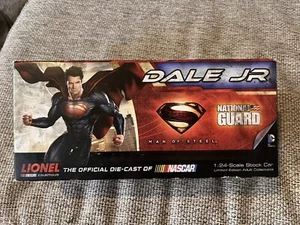 DALE JR
NATIONAL
GUARD
MAN OF STEEL
LIONEL
THE OFFICIAL DIE-CAST OF NASCAR
1:24-Scale Stock Car
Limited Edition Adult Collectible